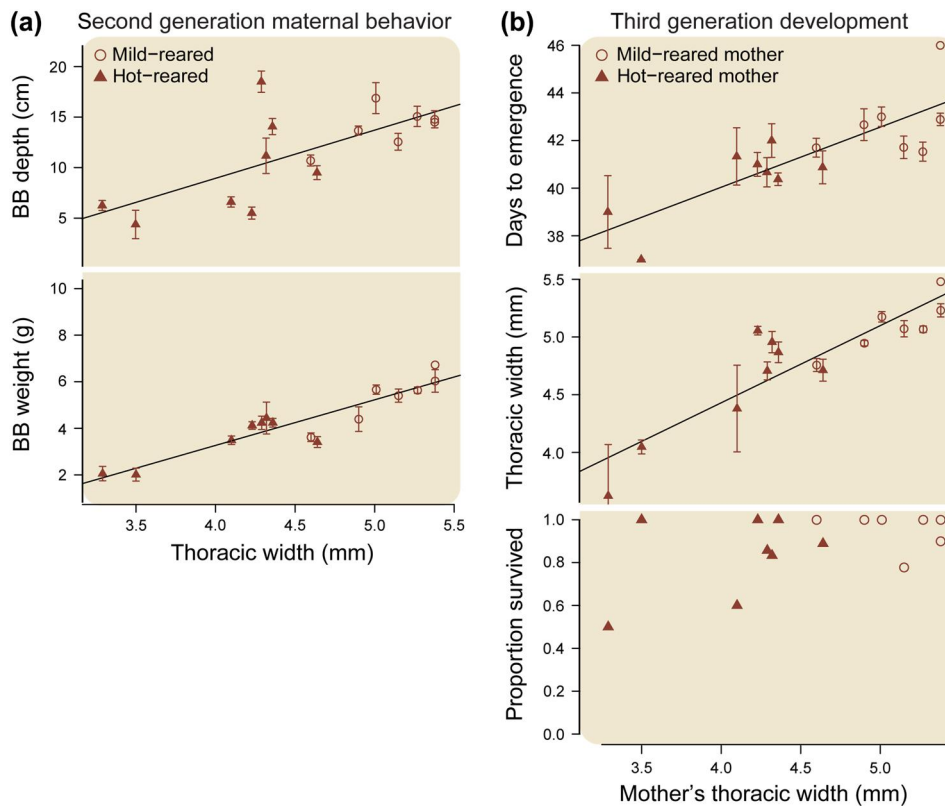 (a) Second generation maternal behavior
Mild−reared
Hot−reared
BB depth (cm)
20
15
10
5
BB weight (g)
10
8
6
4
2
3.5 4.0 4.5 5.0 5.5
Thoracic width (mm)
(b) Third generation development
Mild−reared mother
Hot−reared mother
Days to emergence
46
44
42
40
38
Thoracic width (mm)
5.5
5.0
4.5
4.0
Proportion survived
1.0
0.8
0.6
0.4
0.2
0.0
3.5 4.0 4.5 5.0
Mother's thoracic width (mm)